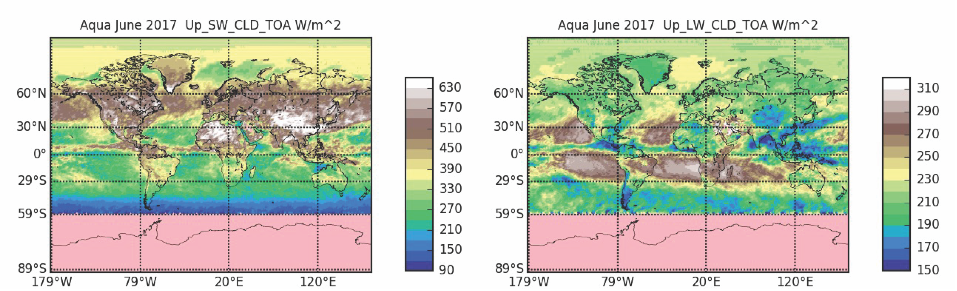 Aqua June 2017 Up_SW_CLD_TOA W/m^2
60°N
30°N
0°
29°S
59°S
89°S
179°W 79°W 20°E 120°E
630
570
510
450
390
330
270
210
150
90
Aqua June 2017 Up_LW_CLD_TOA W/m^2
60°N
30°N
0°
29°S
59°S
89°S
179°W 79°W 20°E 120°E
310
290
270
250
230
210
190
170
150